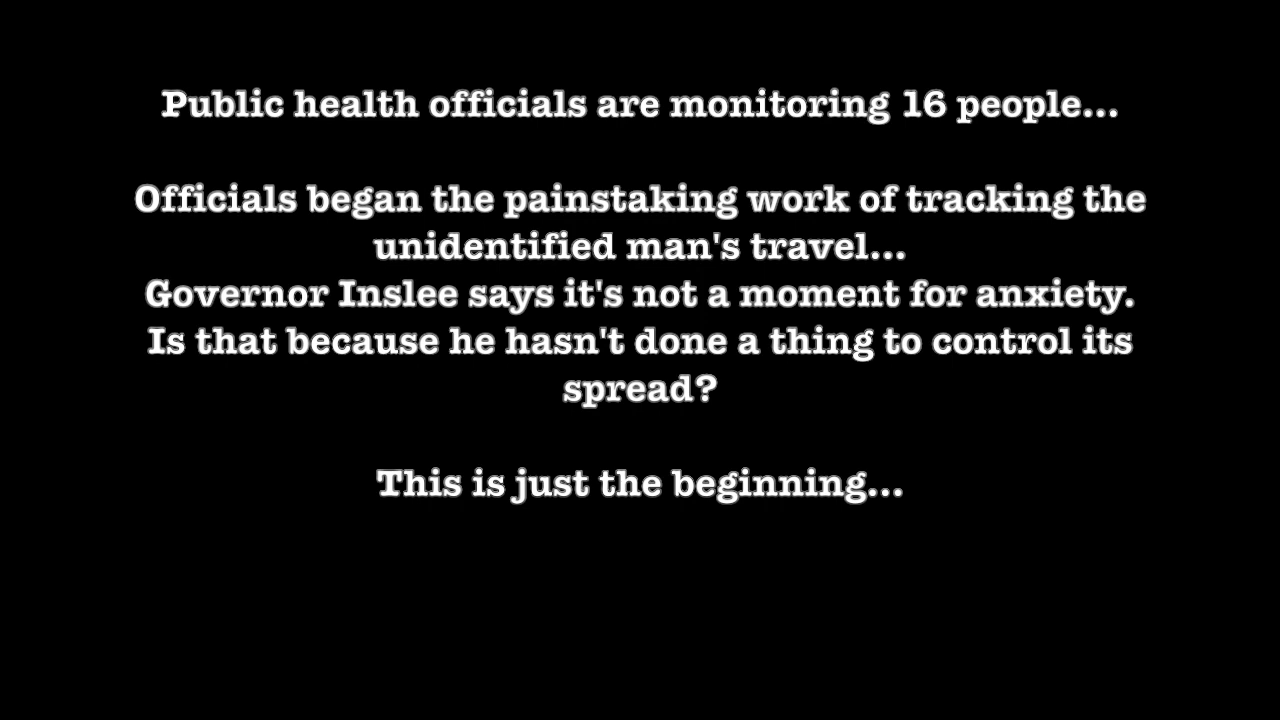 Public health officials are monitoring 16 people...
Officials began the painstaking work of tracking the
unidentified man's travel...
Governor Inslee says it's not a moment for anxiety.
Is that because he hasn't done a thing to control its
spread?
This is just the beginning...